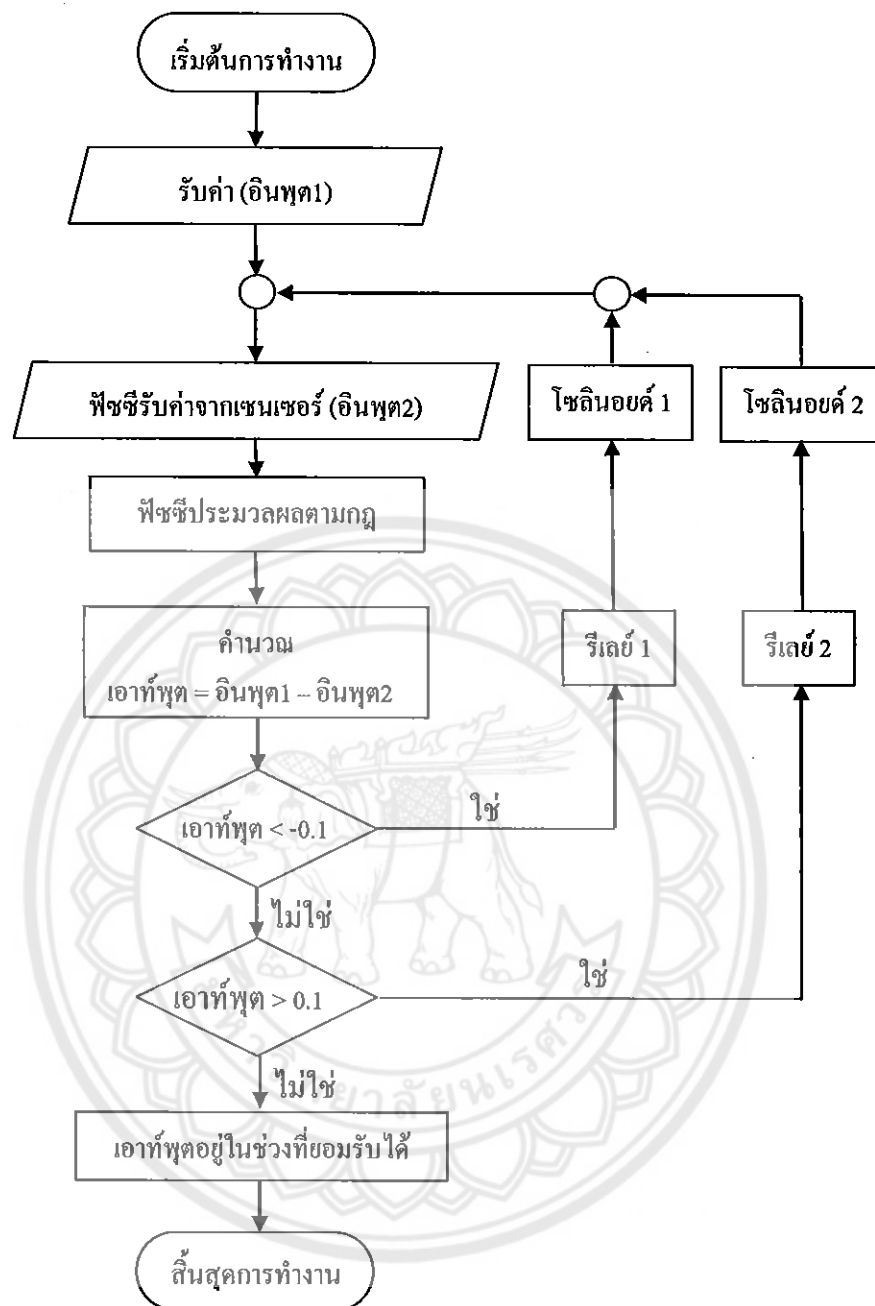 เริ่มต้นการทำงาน
รับค่า (อินพุต1)
ฟัซซีรับค่าจากเซนเซอร์ (อินพุต2)
โซลินอยด์ 1
โซลินอยด์ 2
ฟัซซีประมวลผลตามกฎ
คำนวณ
เอาท์พุต = อินพุต1 – อินพุต2
รีเลย์ 1
รีเลย์ 2
เอาท์พุต < -0.1
ใช่
ไม่ใช่
เอาท์พุต > 0.1
ใช่
ไม่ใช่
เอาท์พุตอยู่ในช่วงที่ยอมรับได้
สิ้นสุดการทำงาน